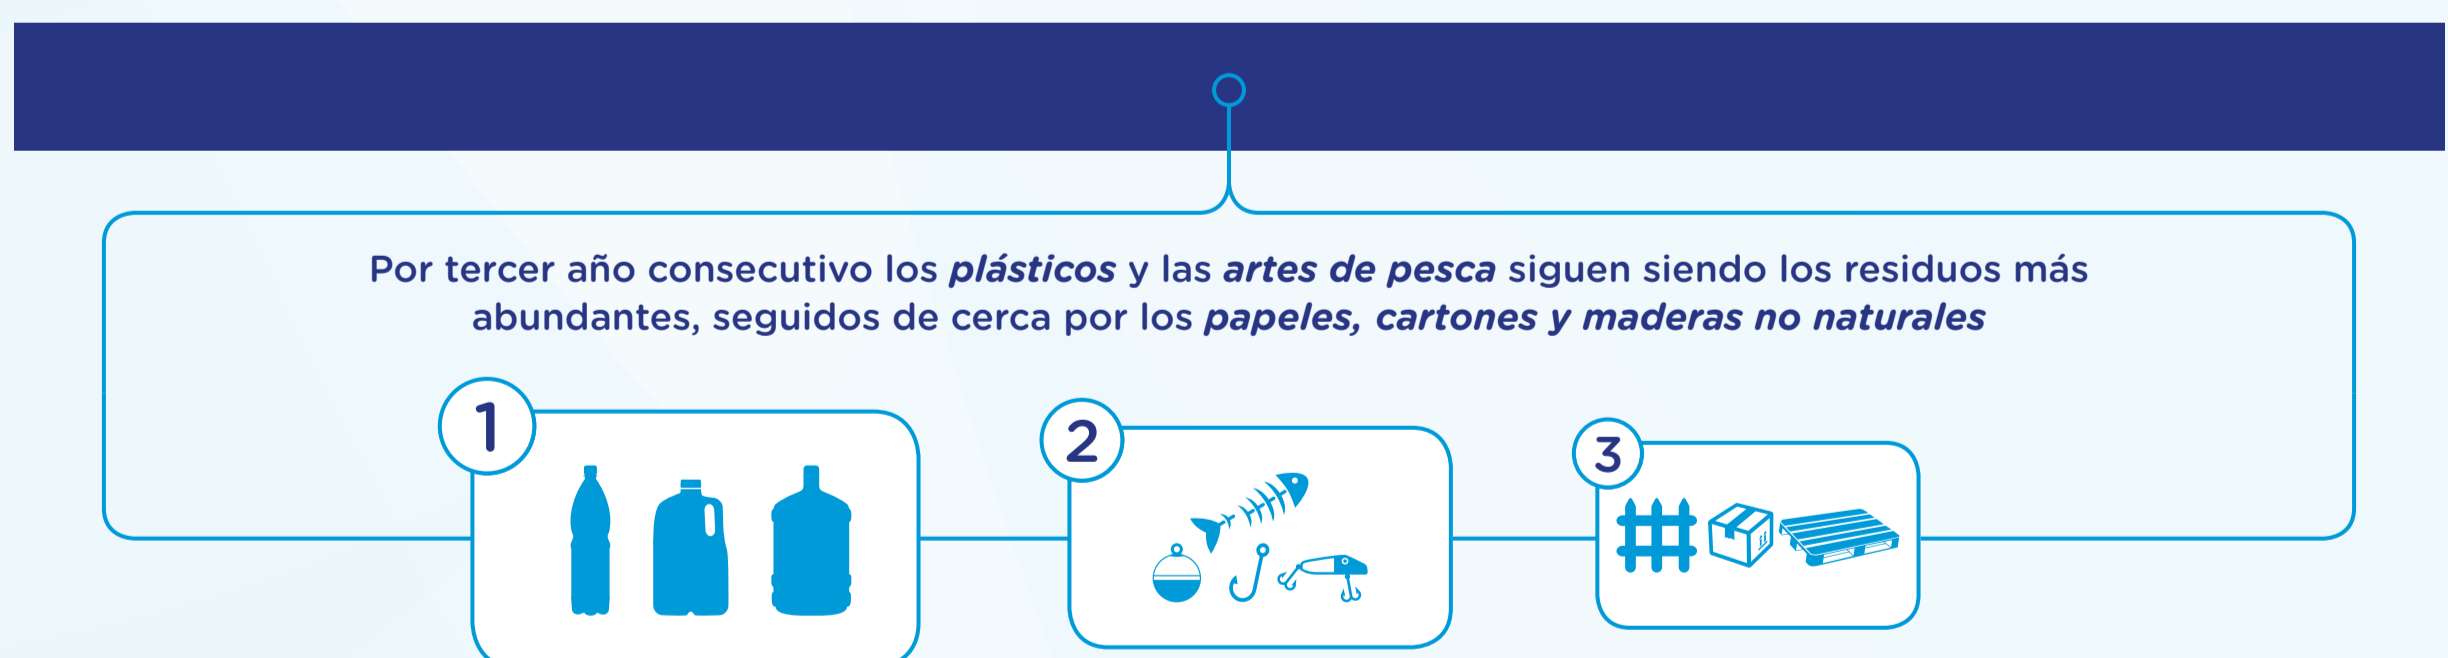 Por tercer año consecutivo los plásticos y las artes de pesca siguen siendo los residuos más
abundantes, seguidos de cerca por los papeles, cartones y maderas no naturales
1
2
3